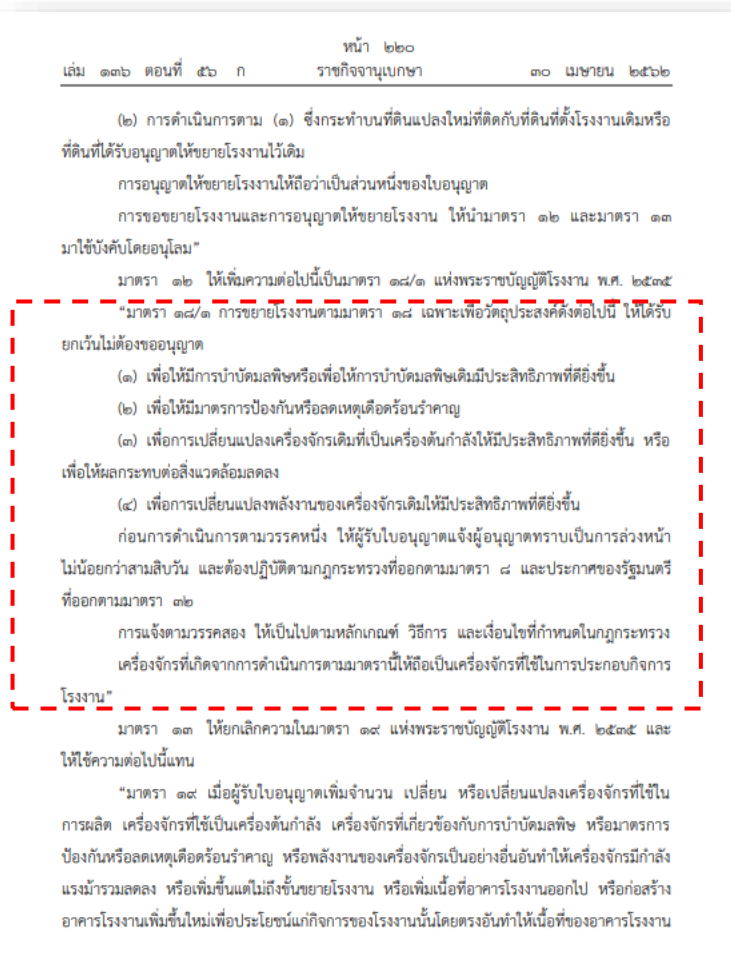 หน้า ๒๒๐
เล่ม ๑๓๖ ตอนที่ ๕๖ ก ราชกิจจานุเบกษา ๓๐ เมษายน ๒๕๖๒
(๒) การดำเนินการตาม (๑) ซึ่งกระทำบนที่ดินแปลงใหม่ที่ติดกับที่ดินที่ตั้งโรงงานเดิมหรือ
ที่ดินที่ได้รับอนุญาตให้ขยายโรงงานไว้เดิม
การอนุญาตให้ขยายโรงงานให้ถือว่าเป็นส่วนหนึ่งของใบอนุญาต
การขอขยายโรงงานและการอนุญาตให้ขยายโรงงาน ให้นำมาตรา ๑๒ และมาตรา ๑๓
มาใช้บังคับโดยอนุโลม”
มาตรา ๑๒ ให้เพิ่มความต่อไปนี้เป็นมาตรา ๑๘/๑ แห่งพระราชบัญญัติโรงงาน พ.ศ. ๒๕๓๕
“มาตรา ๑๘/๑ การขยายโรงงานตามมาตรา ๑๘ เฉพาะเพื่อวัตถุประสงค์ดังต่อไปนี้ ให้ได้รับ
ยกเว้นไม่ต้องขออนุญาต
(๑) เพื่อให้มีการบำบัดมลพิษหรือเพื่อให้การบำบัดมลพิษเดิมมีประสิทธิภาพที่ดียิ่งขึ้น
(๒) เพื่อให้มีมาตรการป้องกันหรือลดเหตุเดือดร้อนรำคาญ
(๓) เพื่อการเปลี่ยนแปลงเครื่องจักรเดิมที่เป็นเครื่องต้นกำลังให้มีประสิทธิภาพที่ดียิ่งขึ้น หรือ
เพื่อให้ผลกระทบต่อสิ่งแวดล้อมลดลง
(๔) เพื่อการเปลี่ยนแปลงพลังงานของเครื่องจักรเดิมให้มีประสิทธิภาพที่ดียิ่งขึ้น
ก่อนการดำเนินการตามวรรคหนึ่ง ให้ผู้รับใบอนุญาตแจ้งผู้อนุญาตทราบเป็นการล่วงหน้า
ไม่น้อยกว่าสามสิบวัน และต้องปฏิบัติตามกฎกระทรวงที่ออกตามมาตรา ๘ และประกาศของรัฐมนตรี
ที่ออกตามมาตรา ๓๒
การแจ้งตามวรรคสอง ให้เป็นไปตามหลักเกณฑ์ วิธีการ และเงื่อนไขที่กำหนดในกฎกระทรวง
เครื่องจักรที่เกิดจากการดำเนินการตามมาตรานี้ให้ถือเป็นเครื่องจักรที่ใช้ในการประกอบกิจการ
โรงงาน”
มาตรา ๑๓ ให้ยกเลิกความในมาตรา ๑๙ แห่งพระราชบัญญัติโรงงาน พ.ศ. ๒๕๓๕ และ
ให้ใช้ความต่อไปนี้แทน
“มาตรา ๑๙ เมื่อผู้รับใบอนุญาตเพิ่มจำนวน เปลี่ยน หรือเปลี่ยนแปลงเครื่องจักรที่ใช้ใน
การผลิต เครื่องจักรที่ใช้เป็นเครื่องต้นกำลัง เครื่องจักรที่เกี่ยวข้องกับการบำบัดมลพิษ หรือมาตรการ
ป้องกันหรือลดเหตุเดือดร้อนรำคาญ หรือพลังงานของเครื่องจักรเป็นอย่างอื่นอันทำให้เครื่องจักรมีกำลัง
แรงม้ารวมลดลง หรือเพิ่มขึ้นแต่ไม่ถึงขั้นขยายโรงงาน หรือเพิ่มเนื้อที่อาคารโรงงานออกไป หรือก่อสร้าง
อาคารโรงงานเพิ่มขึ้นใหม่เพื่อประโยชน์แก่กิจการของโรงงานนั้นโดยตรงอันทำให้เนื้อที่ของอาคารโรงงาน